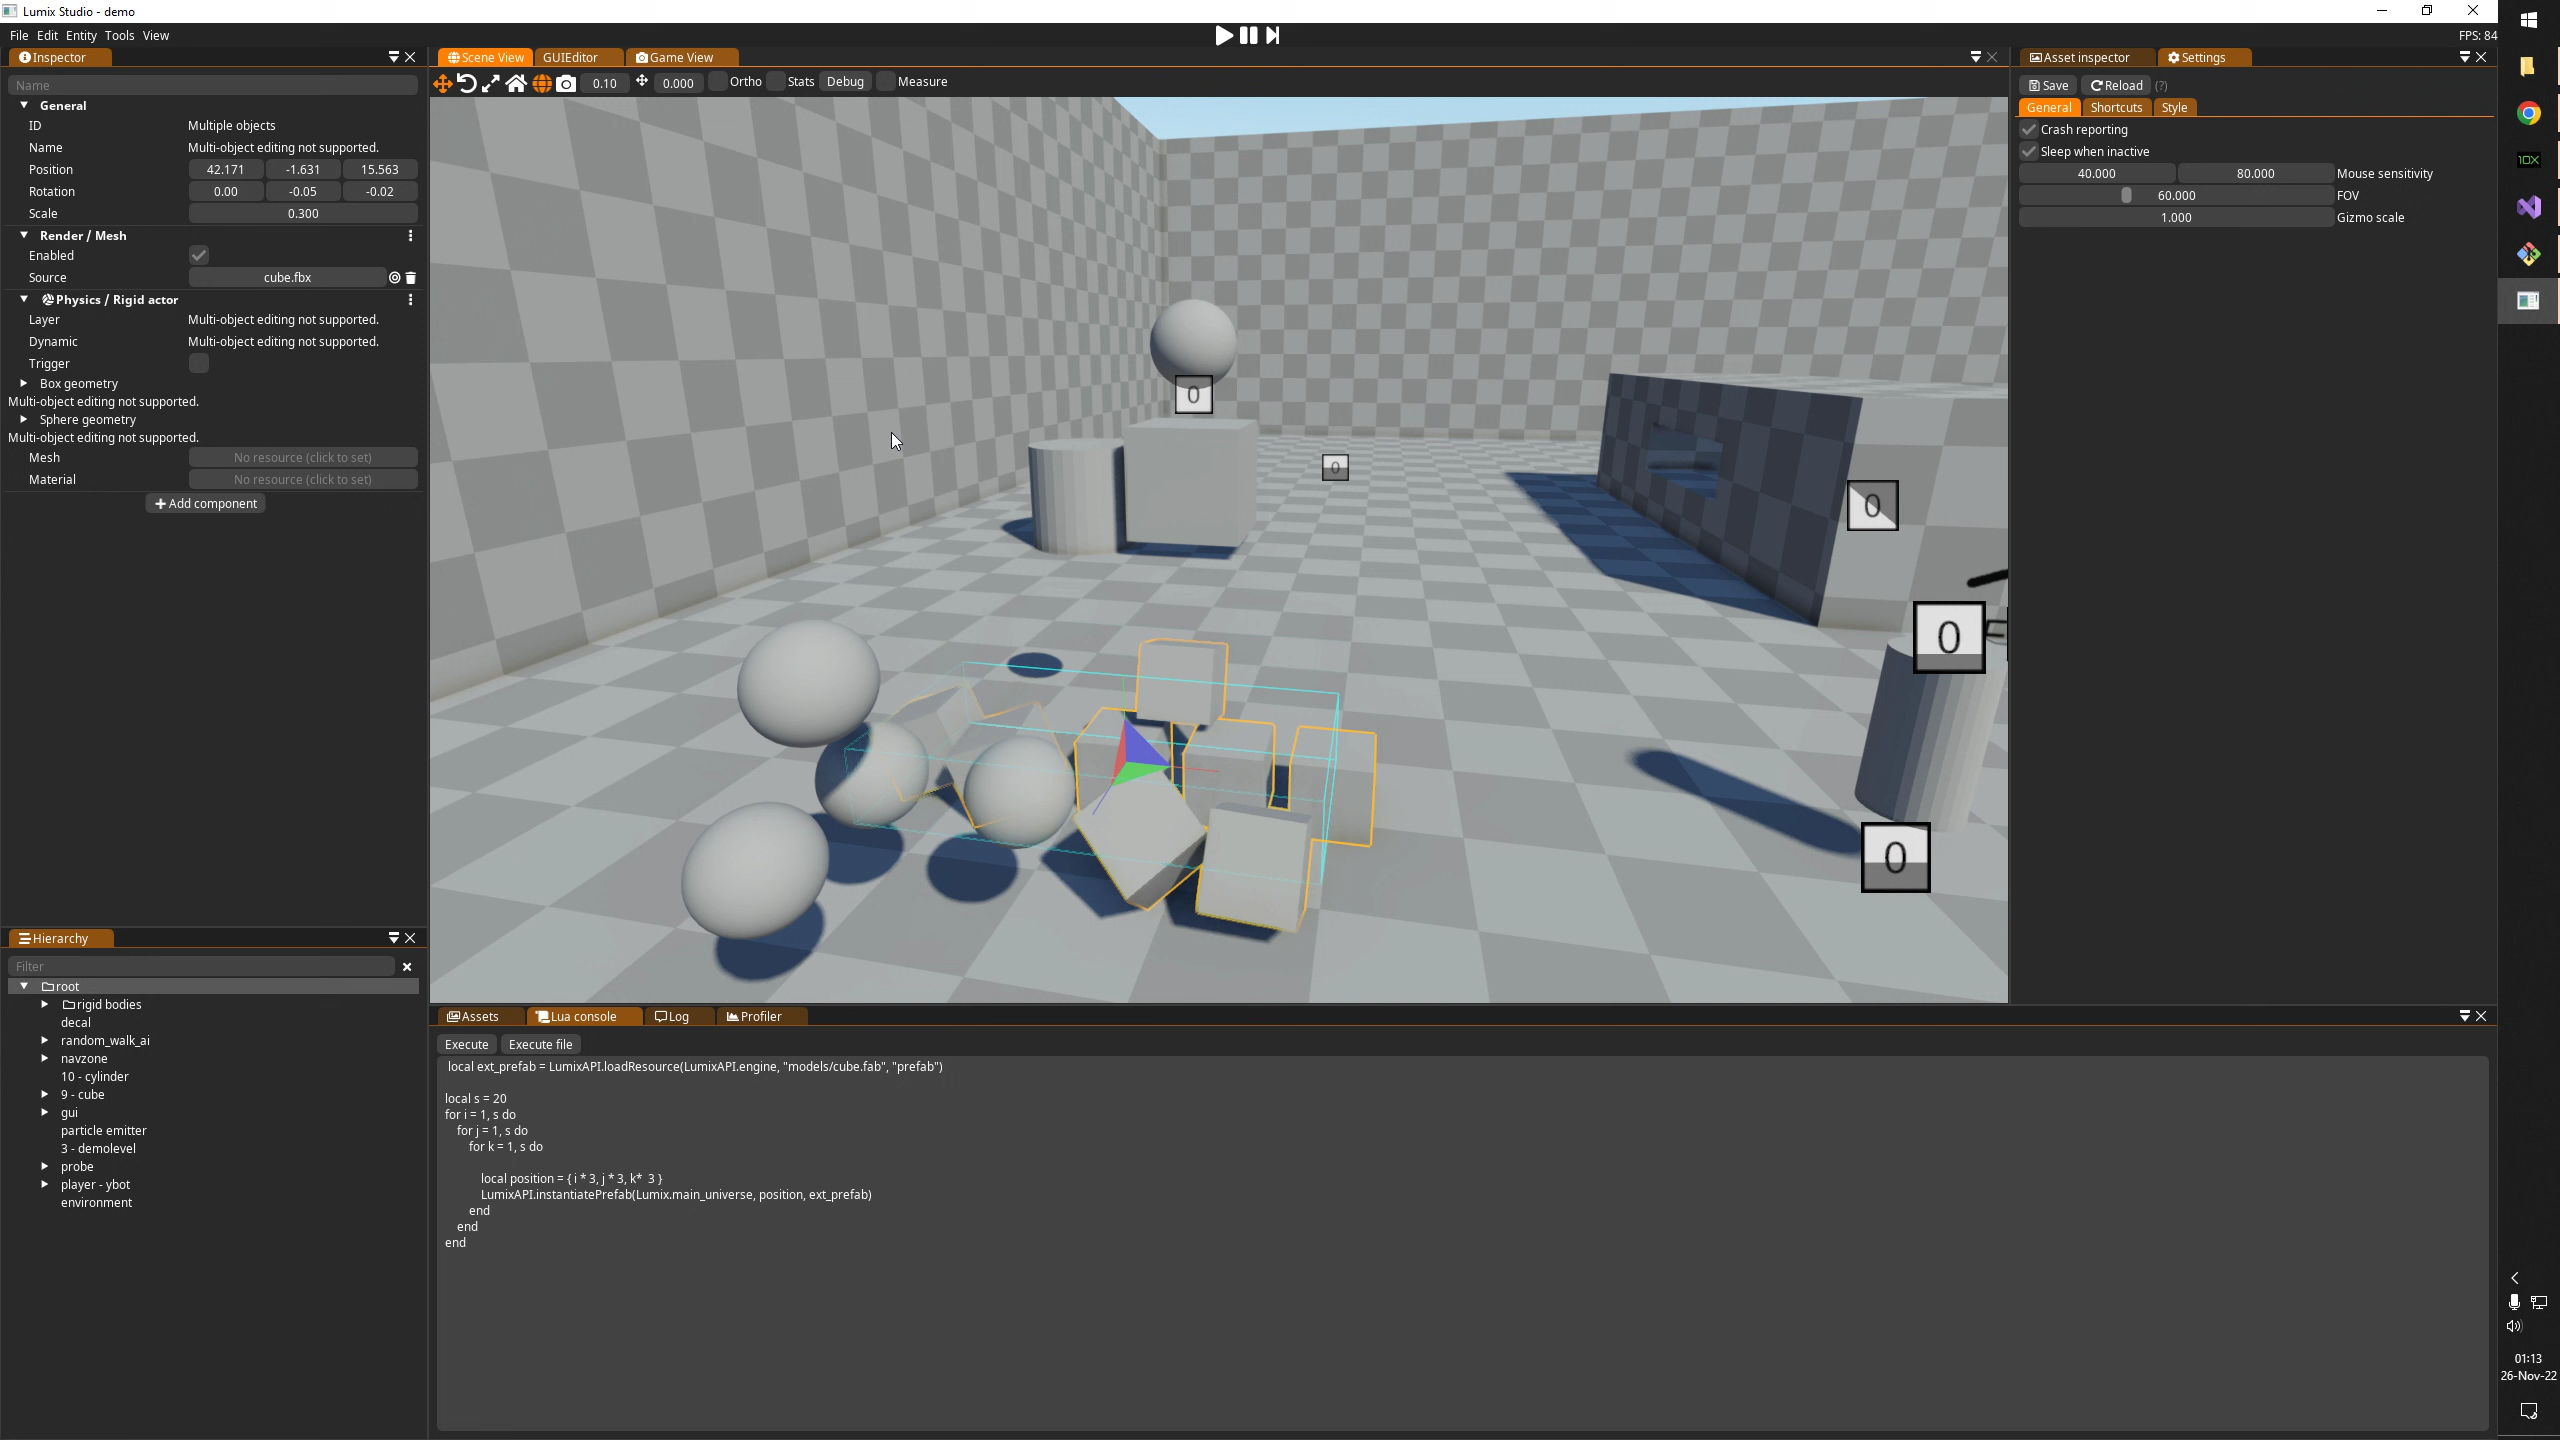 Lumix Studio - demo
File Edit Entity Tools View
FPS: 84
Inspector
Name
General
ID Multiple objects
Name Multi-object editing not supported.
Position 42.171 -1.631 15.563
Rotation 0.00 -0.05 -0.02
Scale 0.300
Render / Mesh
Enabled
Source cube.fbx
Physics / Rigid actor
Layer Multi-object editing not supported.
Dynamic Multi-object editing not supported.
Trigger
Box geometry
Multi-object editing not supported.
Sphere geometry
Multi-object editing not supported.
Mesh No resource (click to set)
Material No resource (click to set)
Add component
Hierarchy
Filter
root
rigid bodies
decal
random_walk_ai
navzone
10 - cylinder
9 - cube
gui
particle emitter
3 - demolevel
probe
player - ybot
environment
Scene View GUIEditor Game View
0.10 0.000 Ortho Stats Debug Measure
0
0
0
0
0
Assets Lua console Log Profiler
Execute Execute file
local ext_prefab = LumixAPI.loadResource(LumixAPI.engine, "models/cube.fab", "prefab")
local s = 20
for i = 1, s do
for j = 1, s do
for k = 1, s do
local position = { i * 3, j * 3, k*  3 }
LumixAPI.instantiatePrefab(Lumix.main_universe, position, ext_prefab)
end
end
end
Asset inspector Settings
Save Reload (?)
General Shortcuts Style
Crash reporting
Sleep when inactive
40.000 80.000 Mouse sensitivity
60.000 FOV
1.000 Gizmo scale
10X
01:13
26-Nov-22